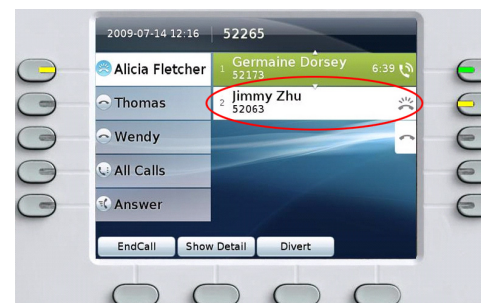 2009-07-14 12:16 52265
Alicia Fletcher
1 Germaine Dorsey
52173
6:39
Thomas
2 Jimmy Zhu
52063
Wendy
All Calls
Answer
EndCall Show Detail Divert